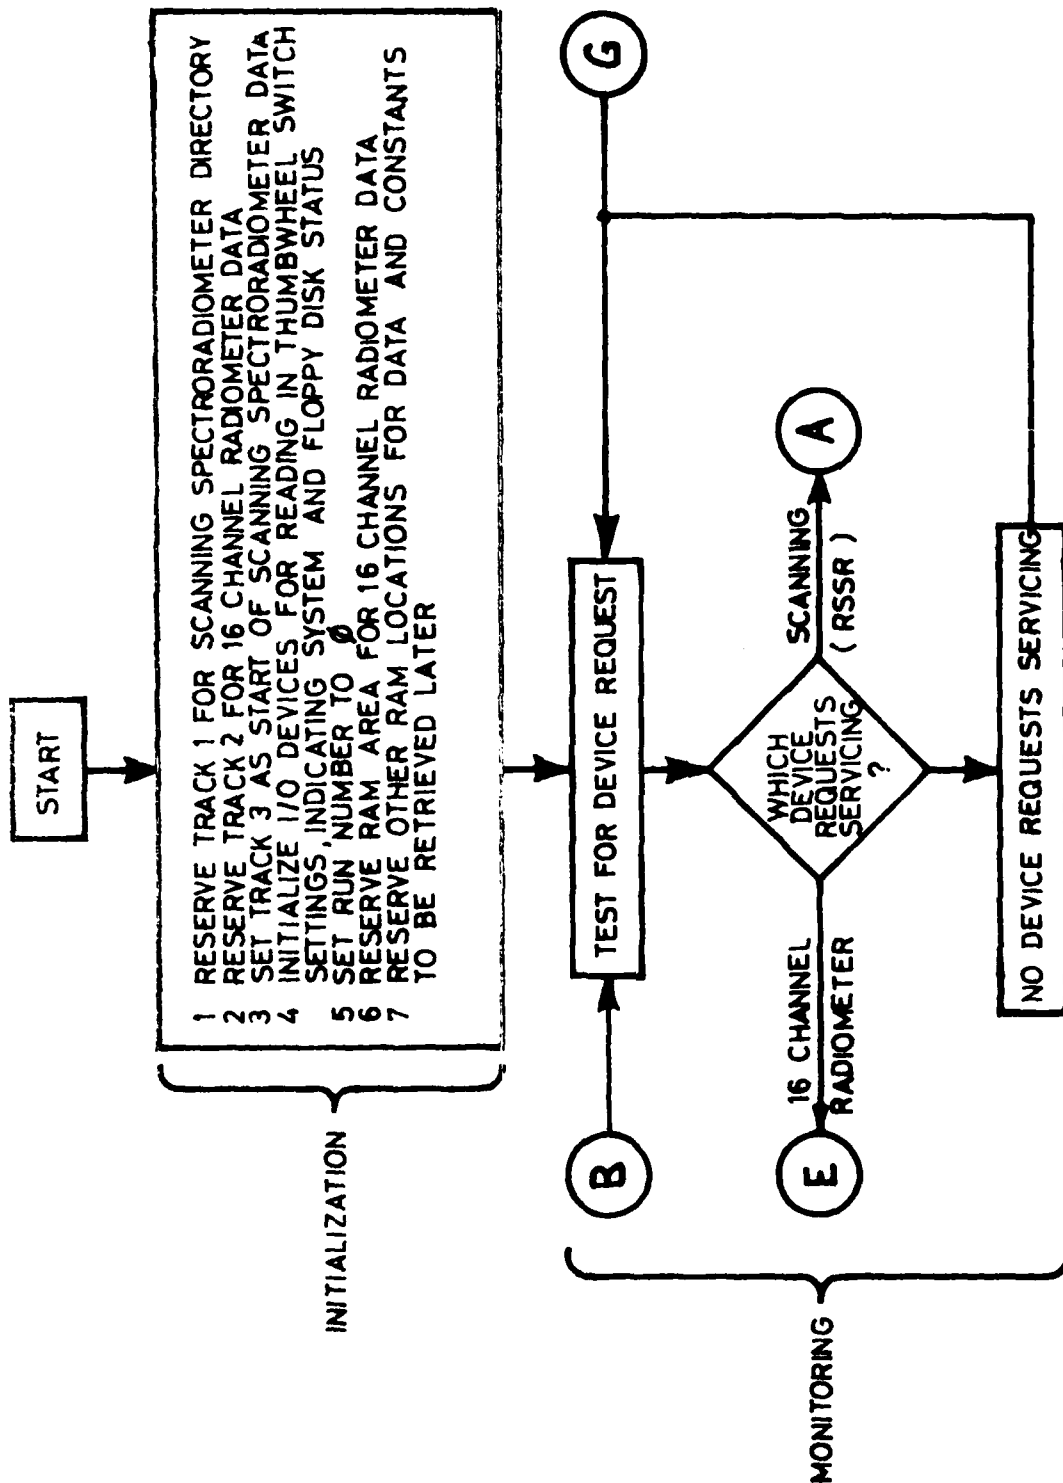 START
INITIALIZATION
1 RESERVE TRACK 1 FOR SCANNING SPECTRORADIOMETER DIRECTORY
2 RESERVE TRACK 2 FOR 16 CHANNEL RADIOMETER DATA
3 SET TRACK 3 AS START OF SCANNING SPECTRORADIOMETER DATA
4 INITIALIZE I/O DEVICES FOR READING IN THUMBWHEEL SWITCH
SETTINGS, INDICATING SYSTEM AND FLOPPY DISK STATUS
5 SET RUN NUMBER TO Ø
6 RESERVE RAM AREA FOR 16 CHANNEL RADIOMETER DATA
7 RESERVE OTHER RAM LOCATIONS FOR DATA AND CONSTANTS
TO BE RETRIEVED LATER
MONITORING
B
TEST FOR DEVICE REQUEST
G
E
16 CHANNEL
RADIOMETER
WHICH
DEVICE
REQUESTS
SERVICING
?
SCANNING
( RSSR )
A
NO DEVICE REQUESTS SERVICING